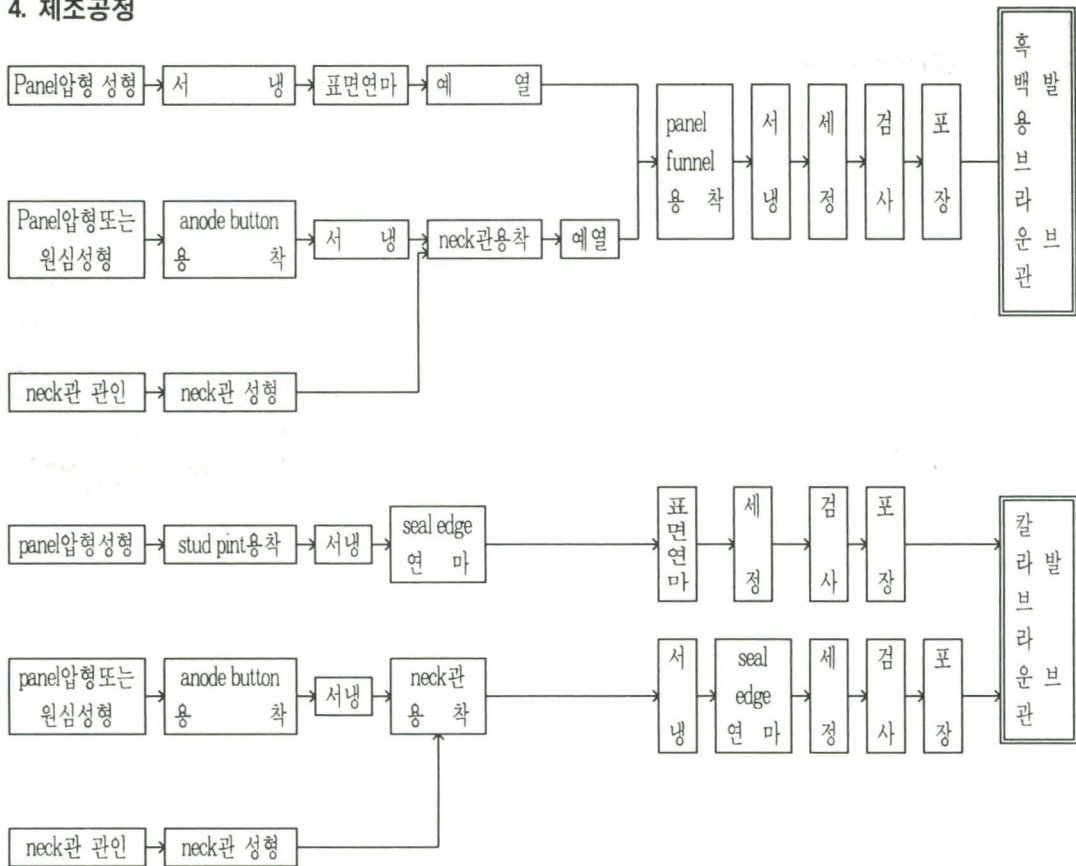 4. 제조공정
Panel압형 성형
서 냉
표면연마
예 열
Panel압형또는
원심성형
anode button
용 착
서 냉
neck관용착
예열
neck관 관인
neck관 성형
panel
funnel
용 착
서
냉
세
정
검
사
포
장
흑백용브라운관
발브
panel압형성형
stud pint용착
서냉
seal edge
연 마
표면연마
세
정
검
사
포
장
panel압형또는
원심성형
anode button
용 착
서냉
neck관
용 착
neck관 관인
neck관 성형
서
냉
seal
edge
연 마
세
정
검
사
포
장
칼라브라운관
발브